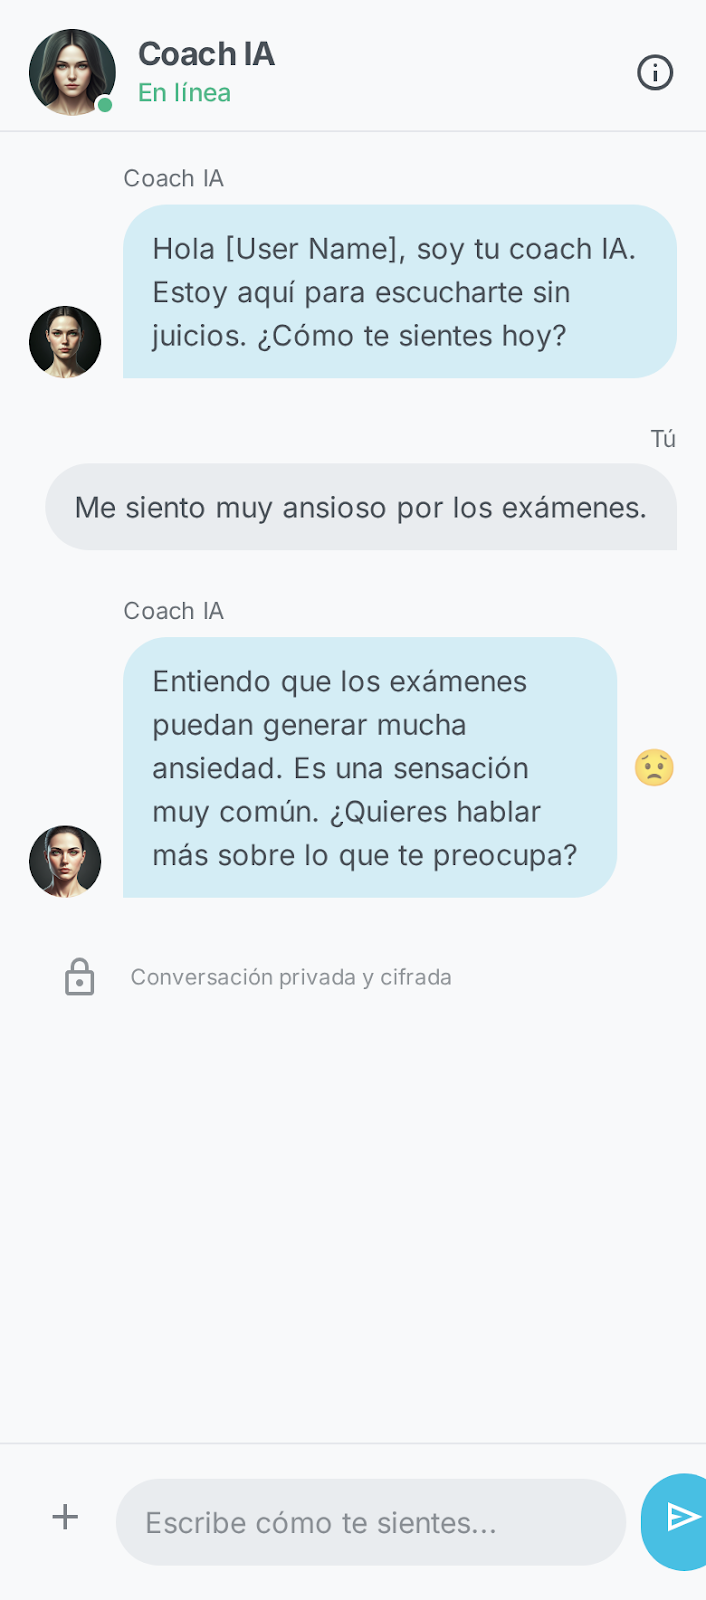 Coach IA
En línea
Coach IA
Hola [User Name], soy tu coach IA.
Estoy aquí para escucharte sin
juicios. ¿Cómo te sientes hoy?
Tú
Me siento muy ansioso por los exámenes.
Coach IA
Entiendo que los exámenes
puedan generar mucha
ansiedad. Es una sensación
muy común. ¿Quieres hablar
más sobre lo que te preocupa?
Conversación privada y cifrada
Escribe cómo te sientes...